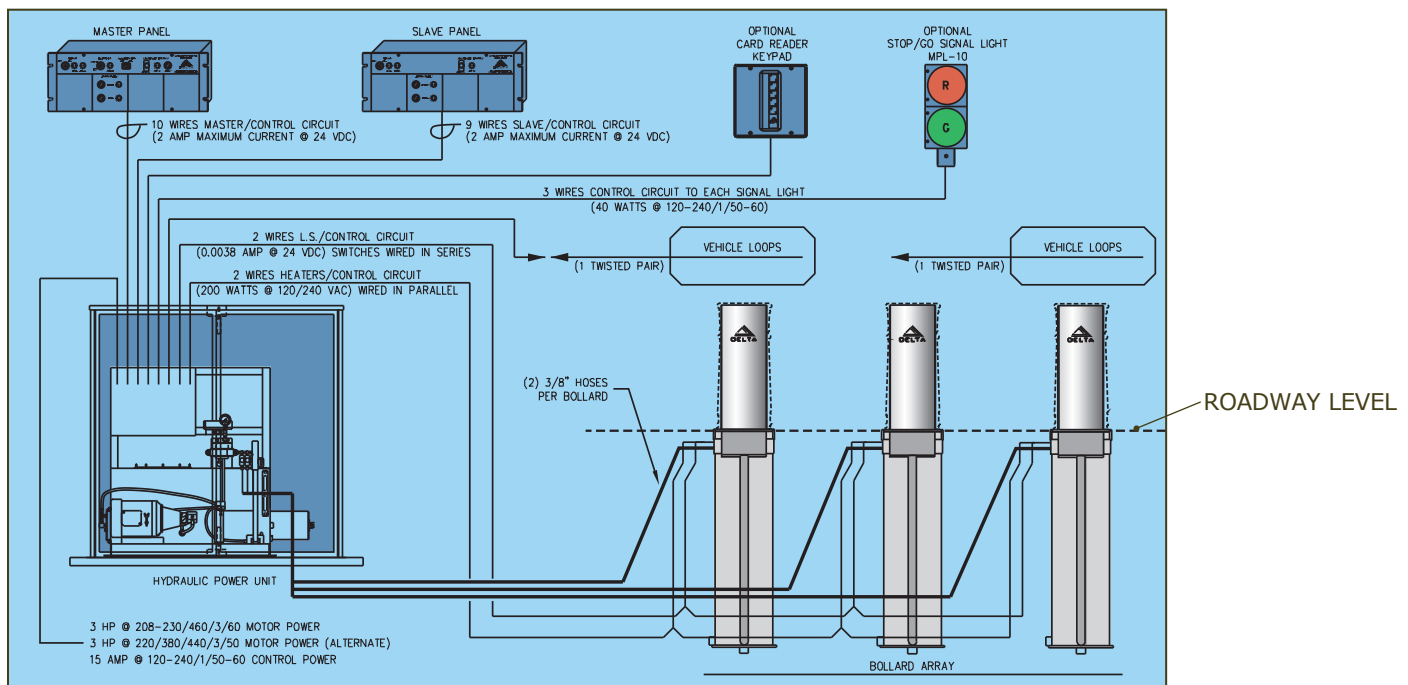 MASTER PANEL
SLAVE PANEL
OPTIONAL
CARD READER
KEYPAD
OPTIONAL
STOP/GO SIGNAL LIGHT
MPL-10
R
G
10 WIRES MASTER/CONTROL CIRCUIT
(2 AMP MAXIMUM CURRENT @ 24 VDC)
9 WIRES SLAVE/CONTROL CIRCUIT
(2 AMP MAXIMUM CURRENT @ 24 VDC)
3 WIRES CONTROL CIRCUIT TO EACH SIGNAL LIGHT
(40 WATTS @ 120-240/1/50-60)
2 WIRES L.S./CONTROL CIRCUIT
(0.0038 AMP @ 24 VDC) SWITCHES WIRED IN SERIES
VEHICLE LOOPS
(1 TWISTED PAIR)
VEHICLE LOOPS
(1 TWISTED PAIR)
2 WIRES HEATERS/CONTROL CIRCUIT
(200 WATTS @ 120/240 VAC) WIRED IN PARALLEL
DELTA
DELTA
DELTA
(2) 3/8" HOSES
PER BOLLARD
ROADWAY LEVEL
HYDRAULIC POWER UNIT
3 HP @ 208-230/460/3/60 MOTOR POWER
3 HP @ 220/380/440/3/50 MOTOR POWER (ALTERNATE)
15 AMP @ 120-240/1/50-60 CONTROL POWER
BOLLARD ARRAY